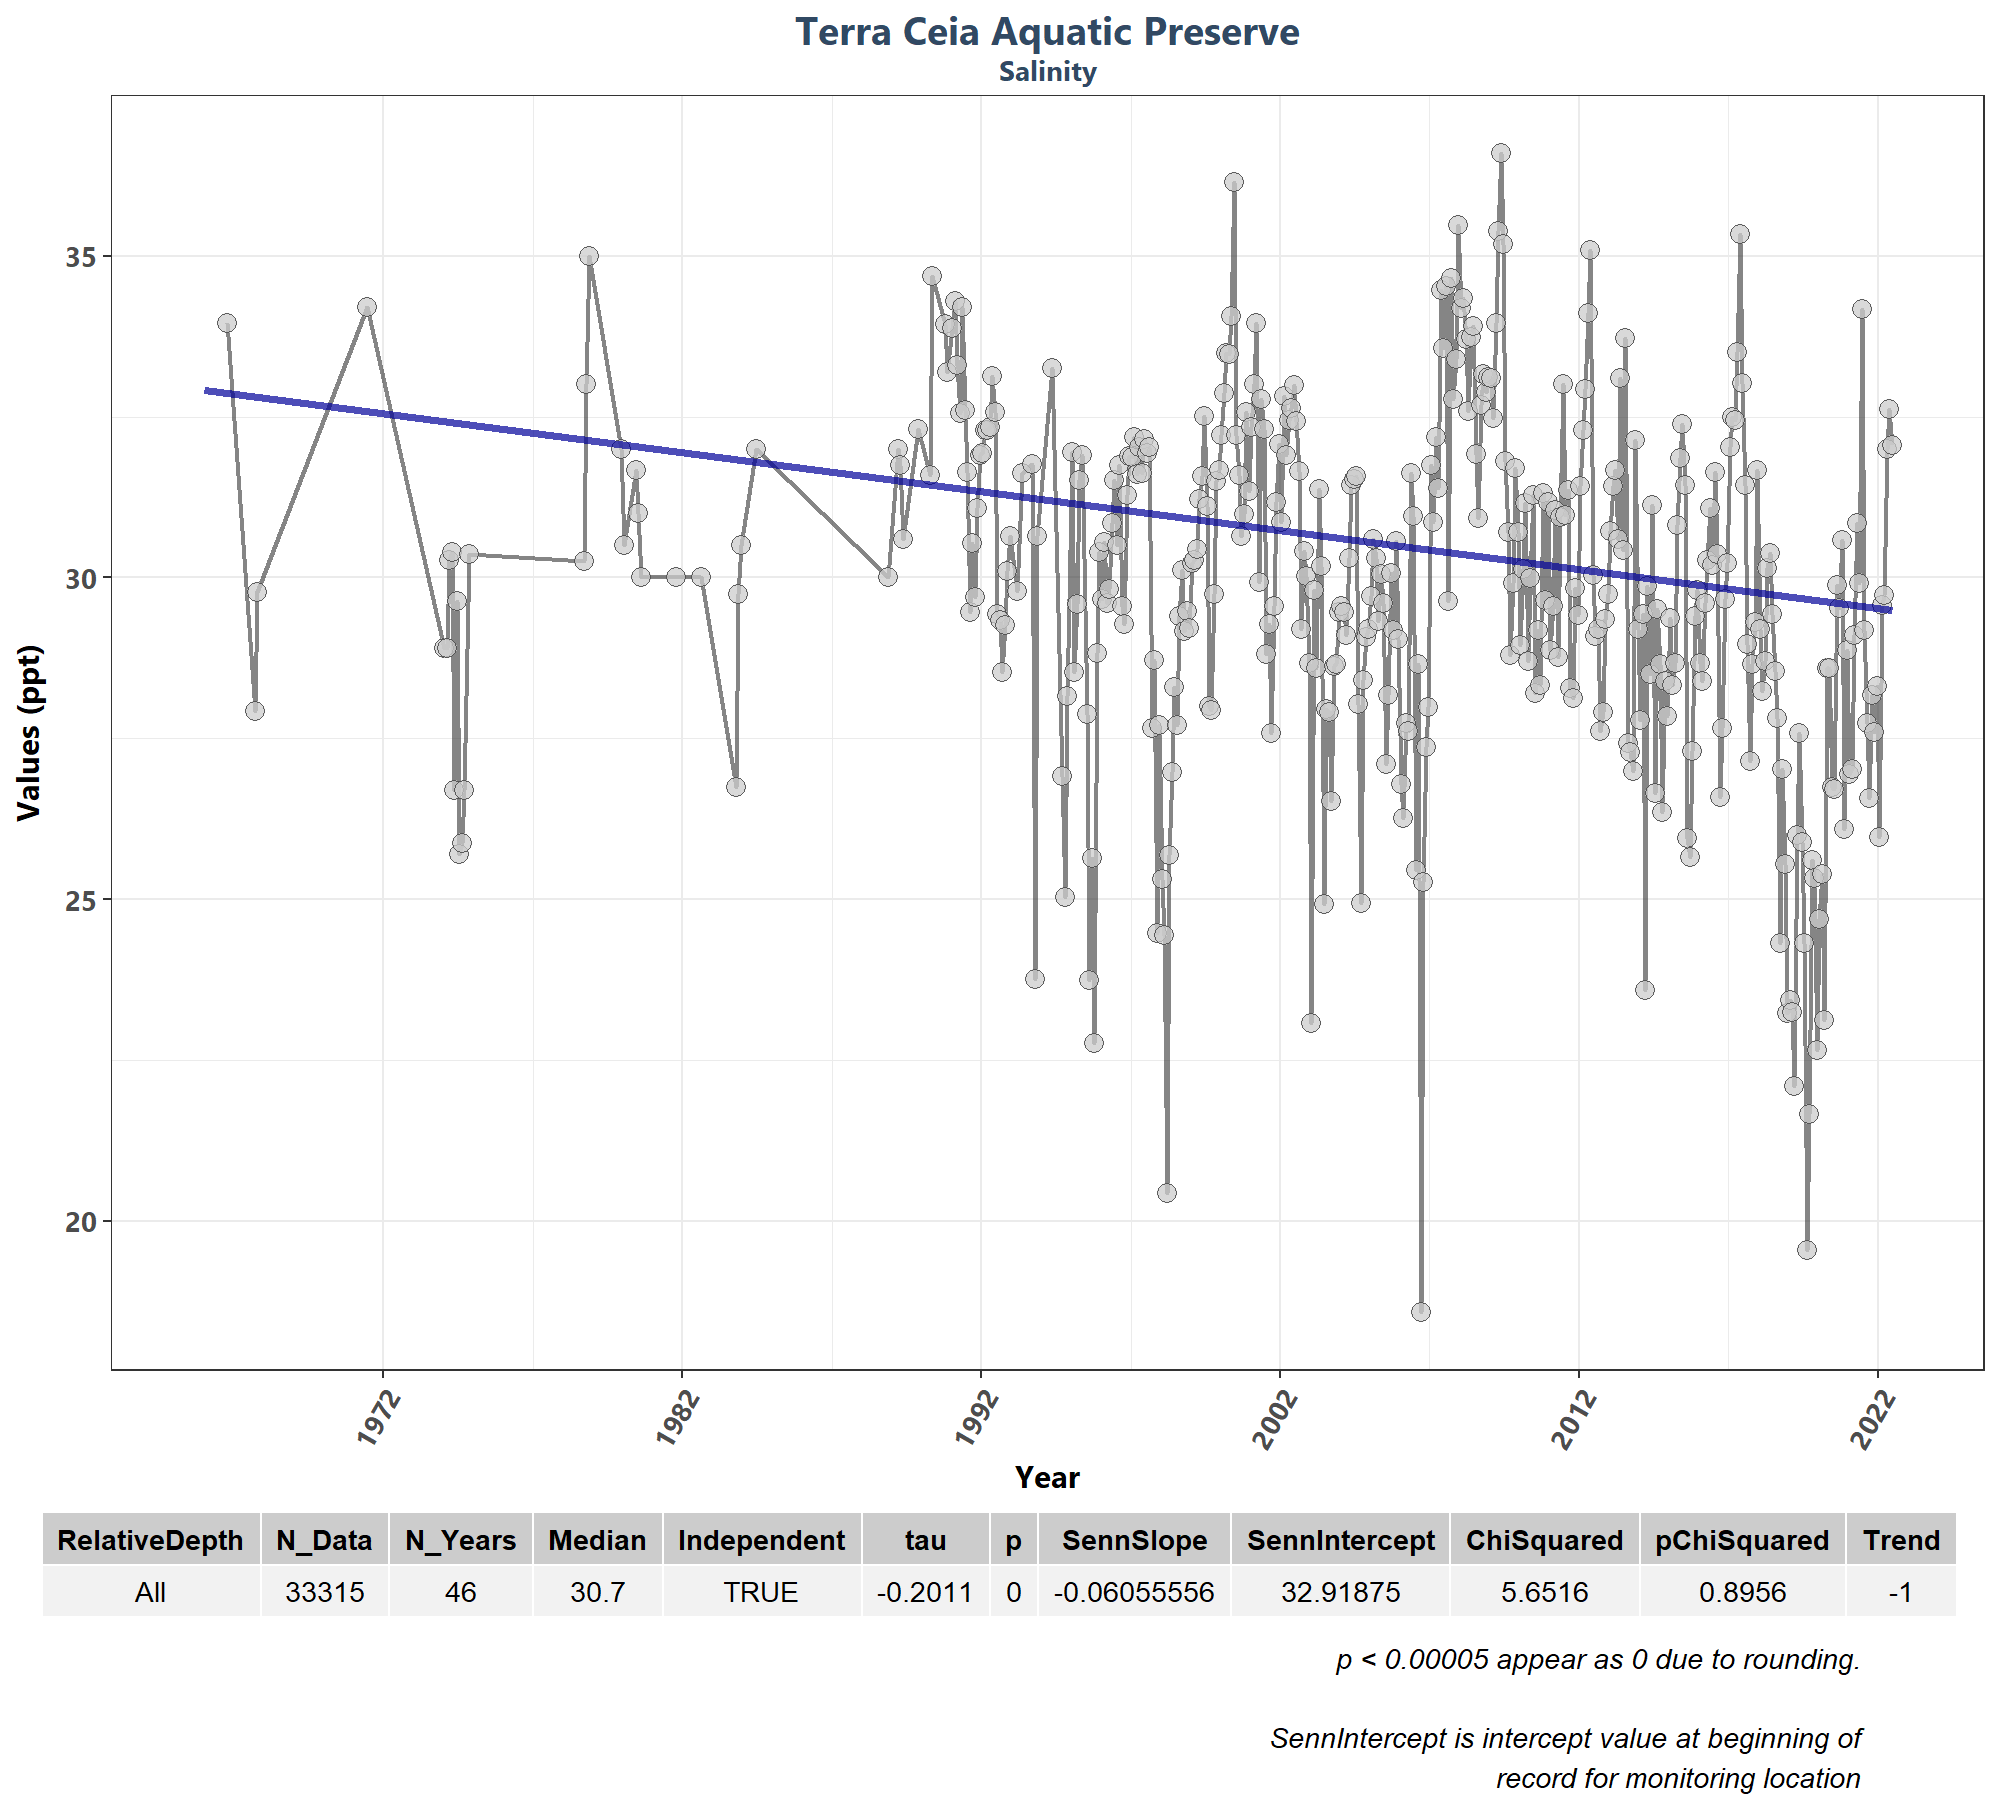 Terra Ceia Aquatic Preserve
Salinity
Values (ppt)
35
30
25
20
1972
1982
1992
2002
2012
2022
Year
RelativeDepth N_Data N_Years Median Independent tau p SennSlope SennIntercept ChiSquared pChiSquared Trend
All 33315 46 30.7 TRUE -0.2011 0 -0.06055556 32.91875 5.6516 0.8956 -1
p < 0.00005 appear as 0 due to rounding.
SennIntercept is intercept value at beginning of
record for monitoring location